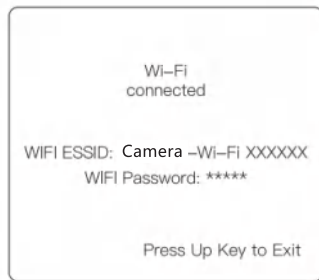 Wi-Fi
connected
WIFI ESSID: Camera -Wi-Fi XXXXXX
WIFI Password: *****
Press Up Key to Exit